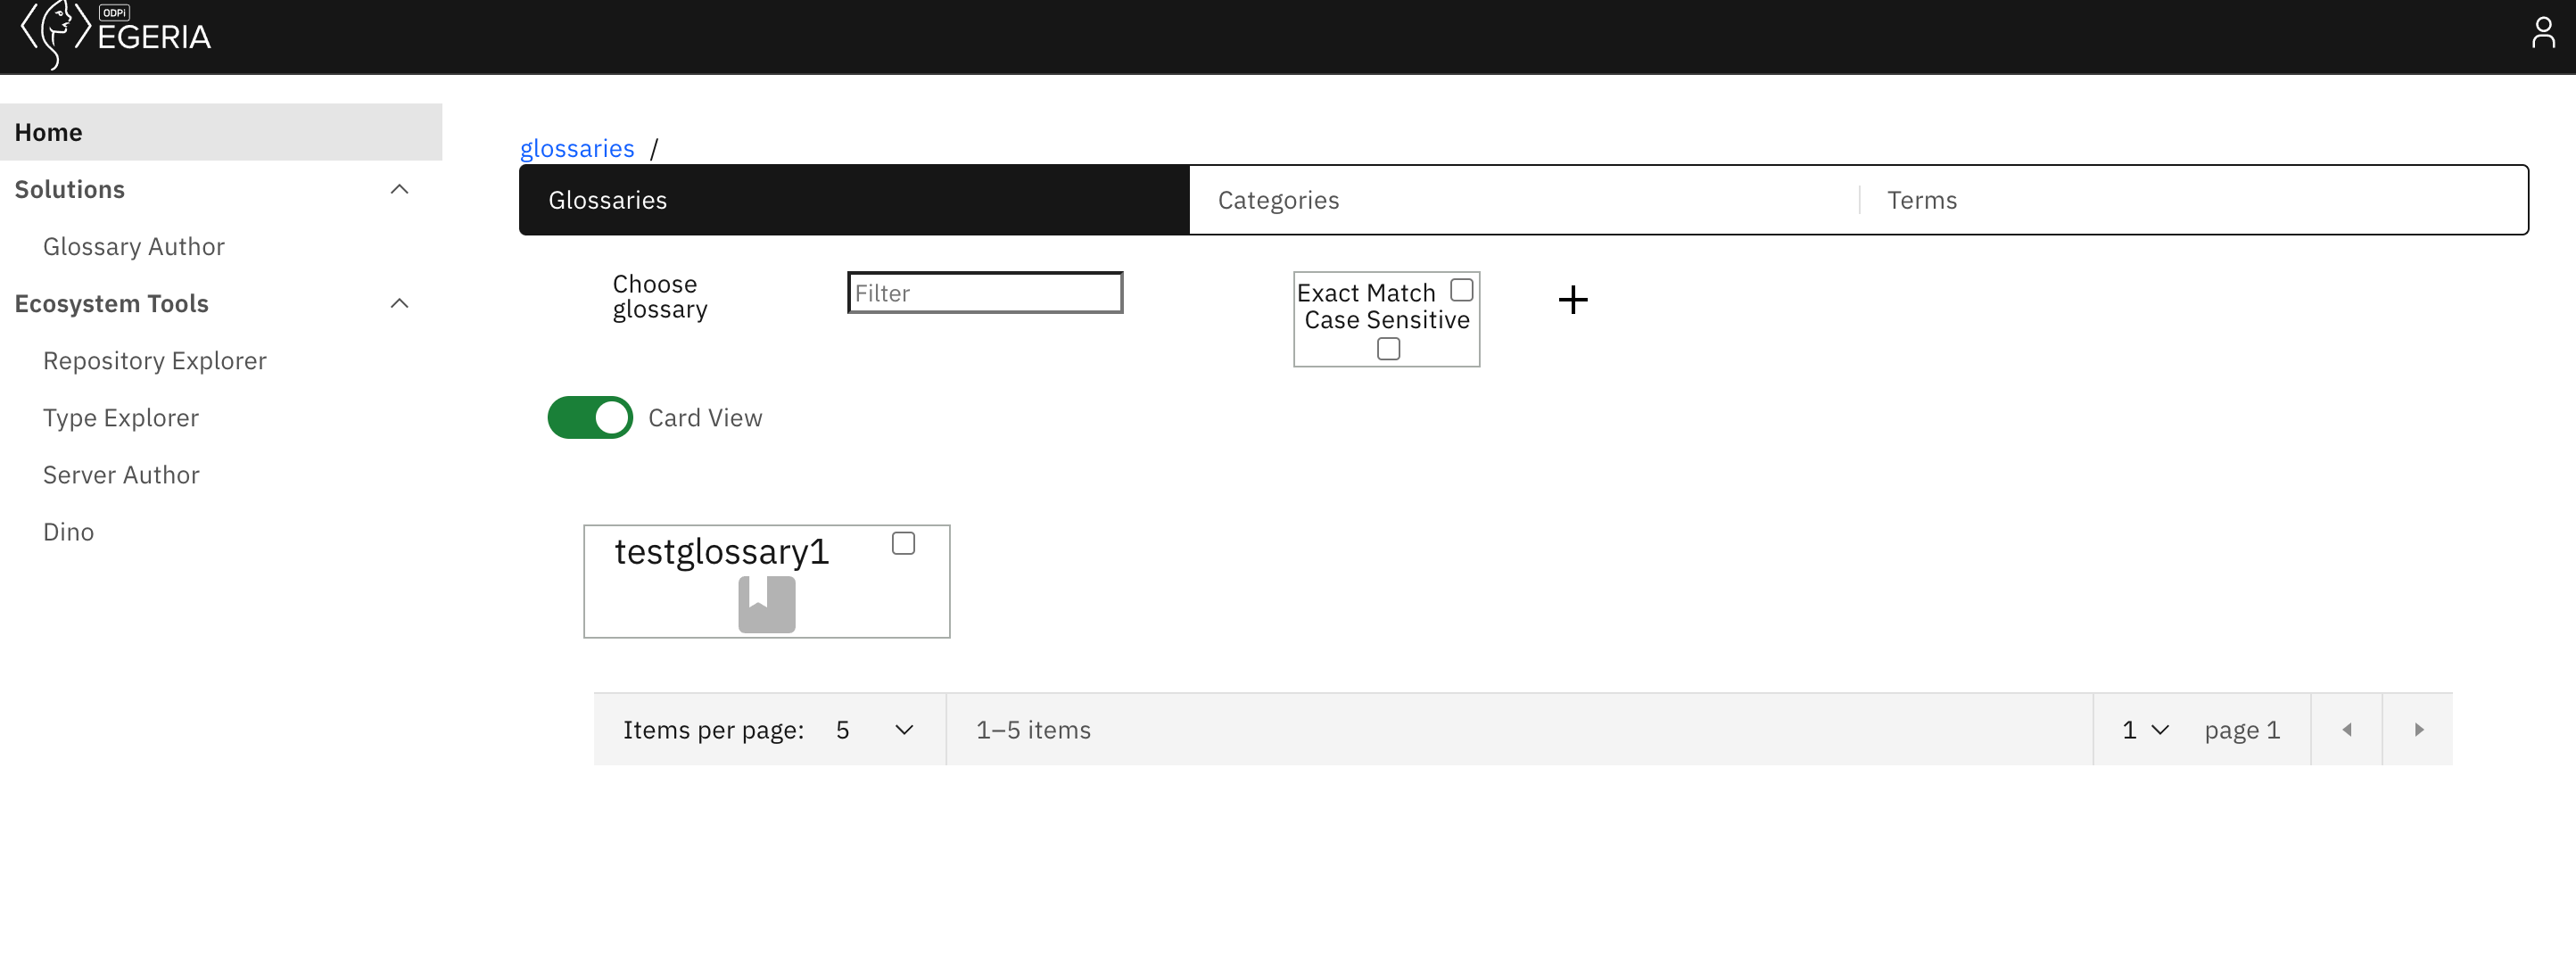 ODPi
EGERIA
Home
Solutions
Glossary Author
Ecosystem Tools
Repository Explorer
Type Explorer
Server Author
Dino
glossaries /
Glossaries
Categories
Terms
Choose
glossary
Filter
Exact Match
Case Sensitive
Card View
testglossary1
Items per page: 5
1–5 items
1
page 1